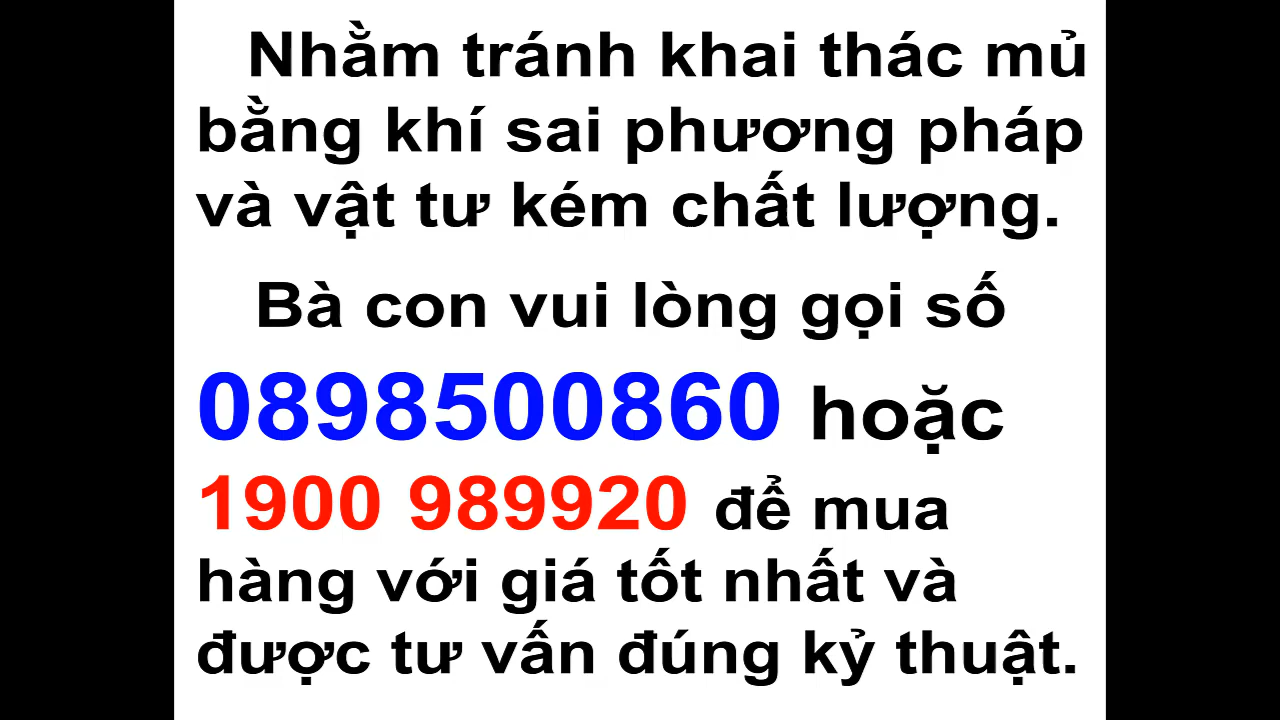 Nhằm tránh khai thác mủ
bằng khí sai phương pháp
và vật tư kém chất lượng.
Bà con vui lòng gọi số
0898500860 hoặc
1900 989920 để mua
hàng với giá tốt nhất và
được tư vấn đúng kỷ thuật.